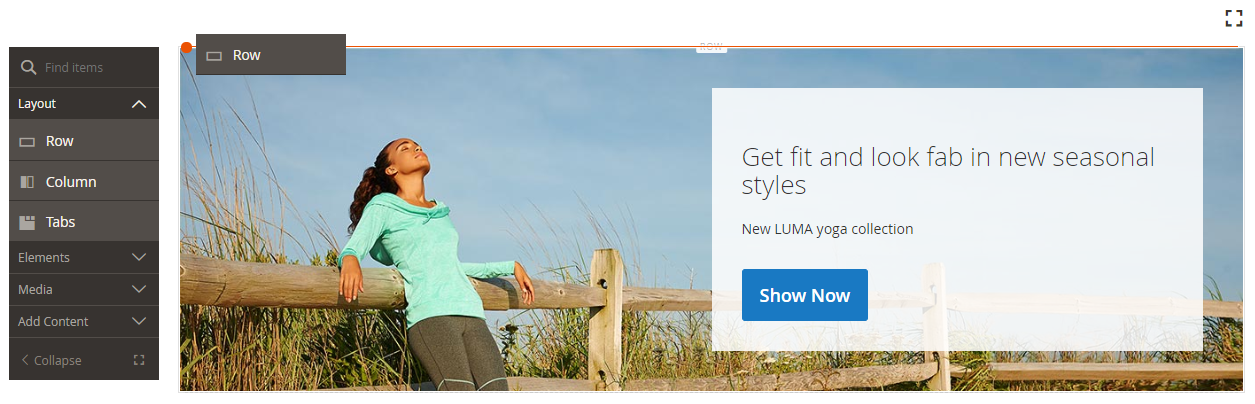 Find items
Layout
Row
Column
Tabs
Elements
Media
Add Content
Collapse
Row
ROW
Get fit and look fab in new seasonal
styles
New LUMA yoga collection
Show Now